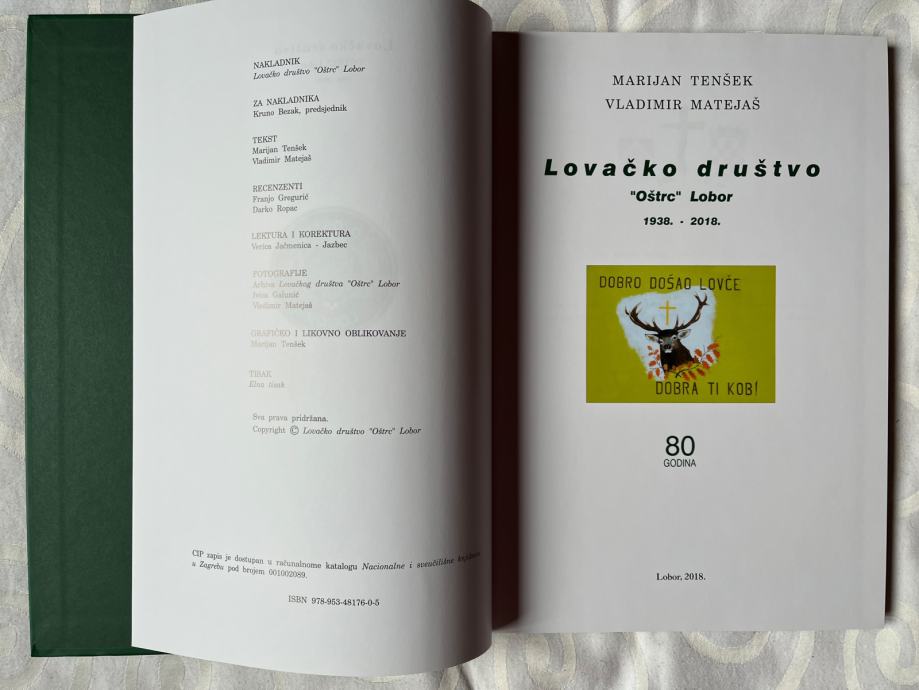 NAKLADNIK
Lovačko društvo "Oštrc" Lobor
ZA NAKLADNIKA
Kruno Bezak, predsjednik
TEKST
Marijan Tenšek
Vladimir Matejaš
RECENZENTI
Franjo Gregurić
Darko Ropac
LEKTURA I KOREKTURA
Verica Jačmenica - Jazbec
FOTOGRAFIJE
Arhiva Lovačkog društva "Oštrc" Lobor
Ivica Galunić
Vladimir Matejaš
GRAFIČKO I LIKOVNO OBLIKOVANJE
Marijan Tenšek
TISAK
Elna tisak
Sva prava pridržana.
Copyright © Lovačko društvo "Oštrc" Lobor
CIP zapis je dostupan u računalnome katalogu Nacionalne i sveučilišne knjižnice
u Zagrebu pod brojem 001002089.
ISBN 978-953-48176-0-5
MARIJAN TENŠEK
VLADIMIR MATEJAŠ
Lovačko društvo
"Oštrc" Lobor
1938. - 2018.
DOBRO DOŠAO LOVČE
DOBRA TI KOB!
80
GODINA
Lobor, 2018.